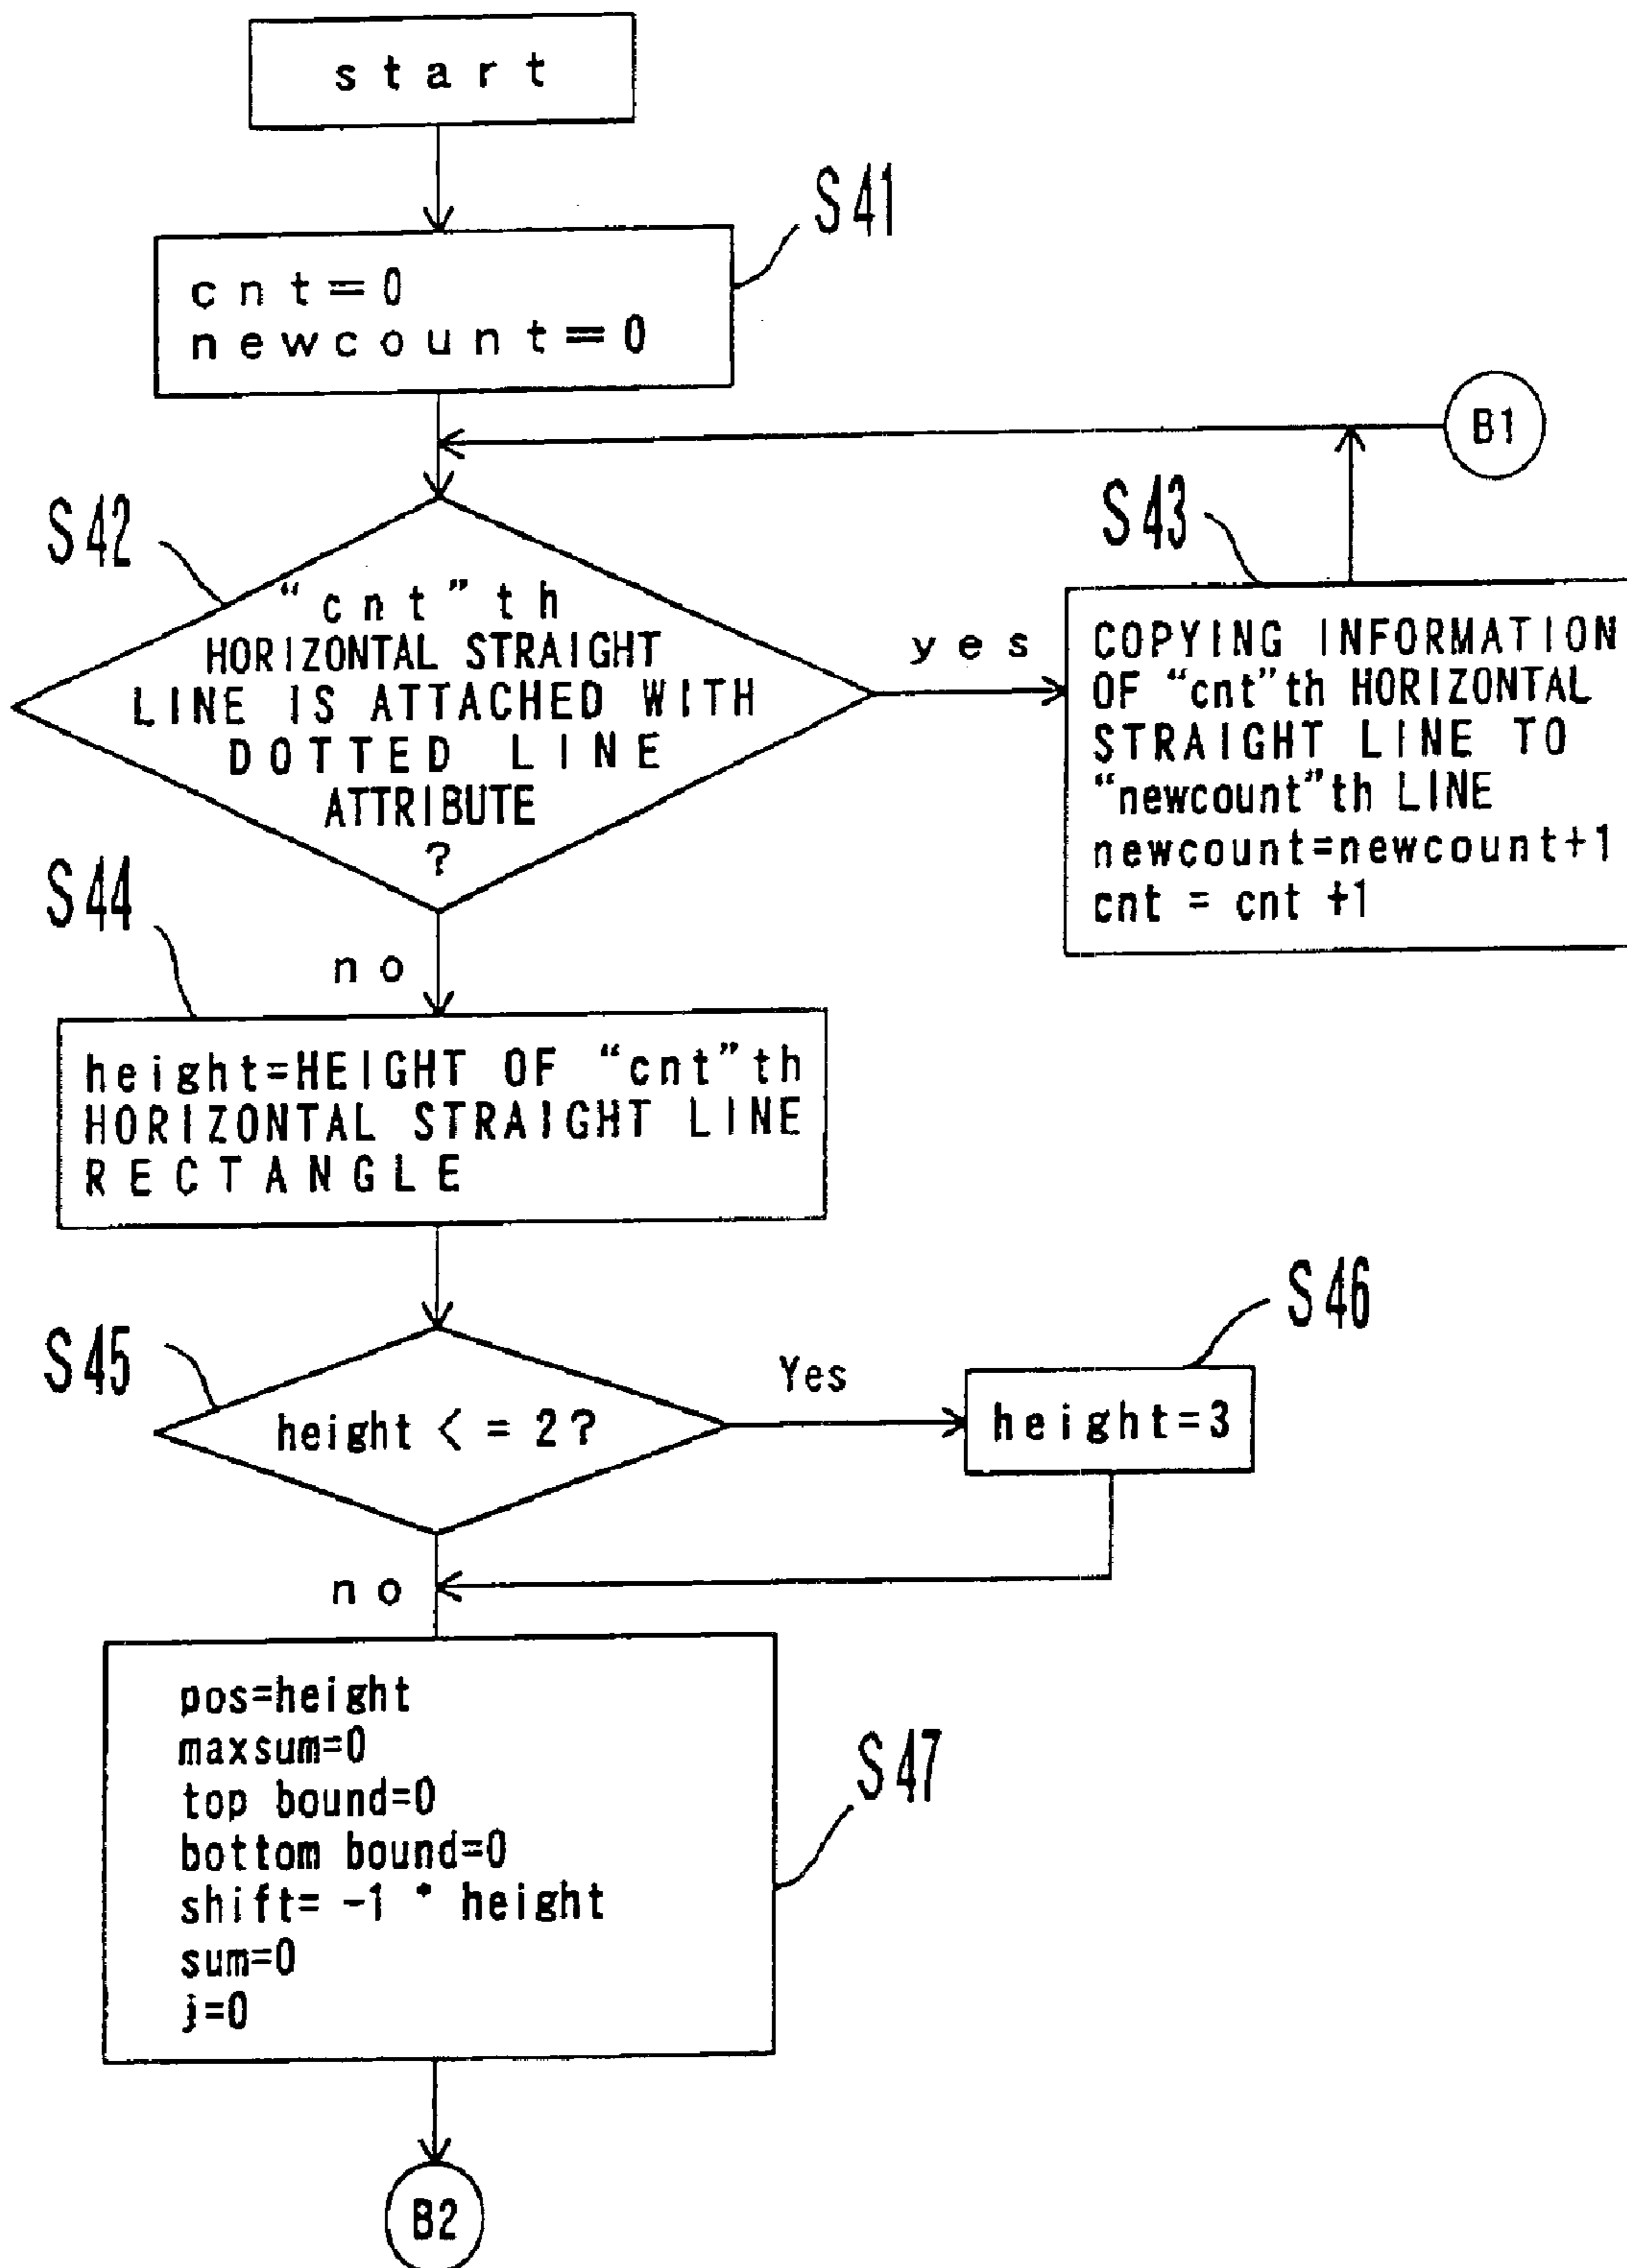 start
S41
cnt=0
newcount=0
B1
S42
"cnt"th
HORIZONTAL STRAIGHT
LINE IS ATTACHED WITH
DOTTED LINE
ATTRIBUTE
?
yes
S43
COPYING INFORMATION
OF "cnt"th HORIZONTAL
STRAIGHT LINE TO
"newcount"th LINE
newcount=newcount+1
cnt = cnt +1
no
S44
height=HEIGHT OF "cnt"th
HORIZONTAL STRAIGHT LINE
RECTANGLE
S45
height < = 2?
Yes
S46
height=3
no
S47
pos=height
maxsum=0
top bound=0
bottom bound=0
shift= -1 * height
sum=0
j=0
B2